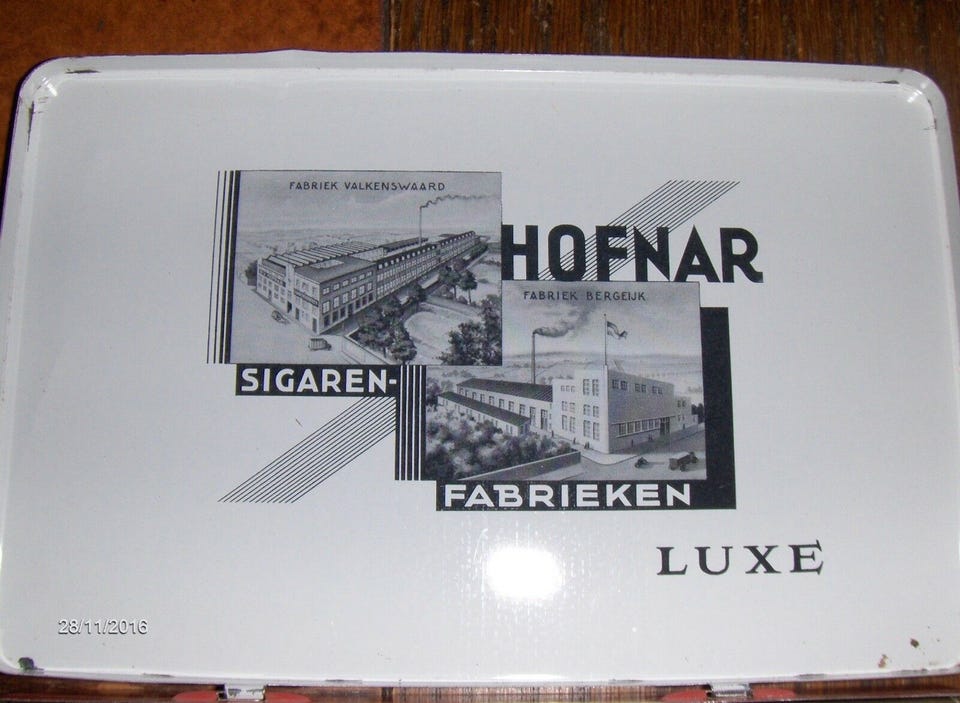 FABRIEK VALKENSWAARD
HOFNAR
FABRIEK BERGEIJK
SIGAREN-
FABRIEKEN
LUXE
28/11/2016